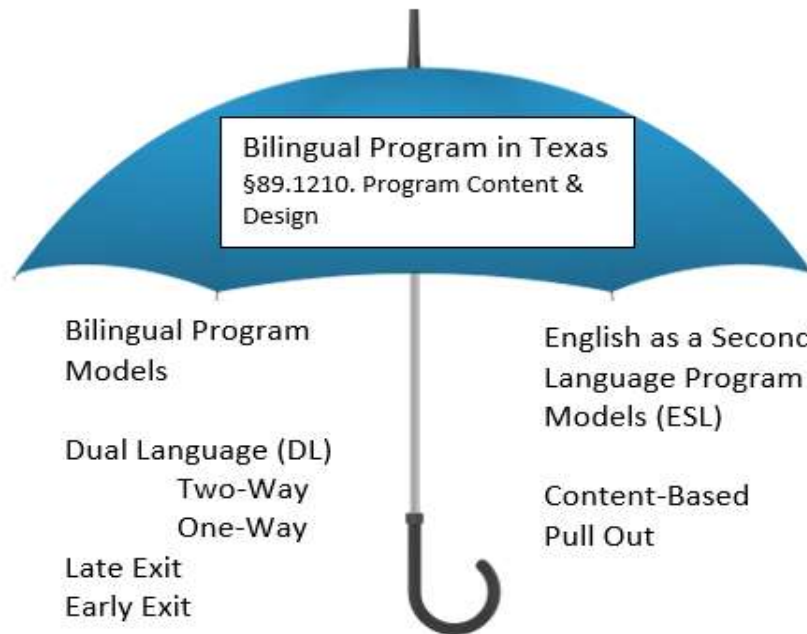 Bilingual Program in Texas
§89.1210. Program Content &
Design
Bilingual Program
Models
Dual Language (DL)
Two-Way
One-Way
Late Exit
Early Exit
English as a Second
Language Program
Models (ESL)
Content-Based
Pull Out